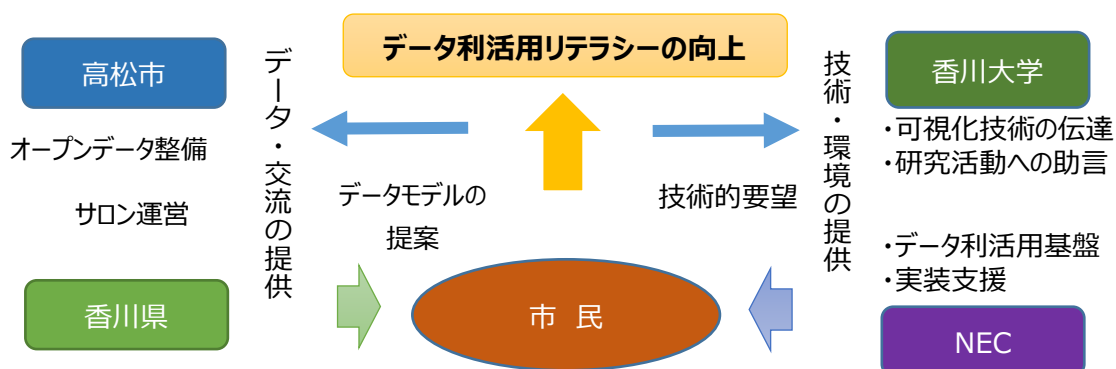 データ利活用リテラシーの向上
高松市
オープンデータ整備
サロン運営
香川県
データ・交流の提供
データモデルの
提案
技術的要望
市 民
技術・環境の提供
香川大学
・可視化技術の伝達
・研究活動への助言
・データ利活用基盤
・実装支援
NEC